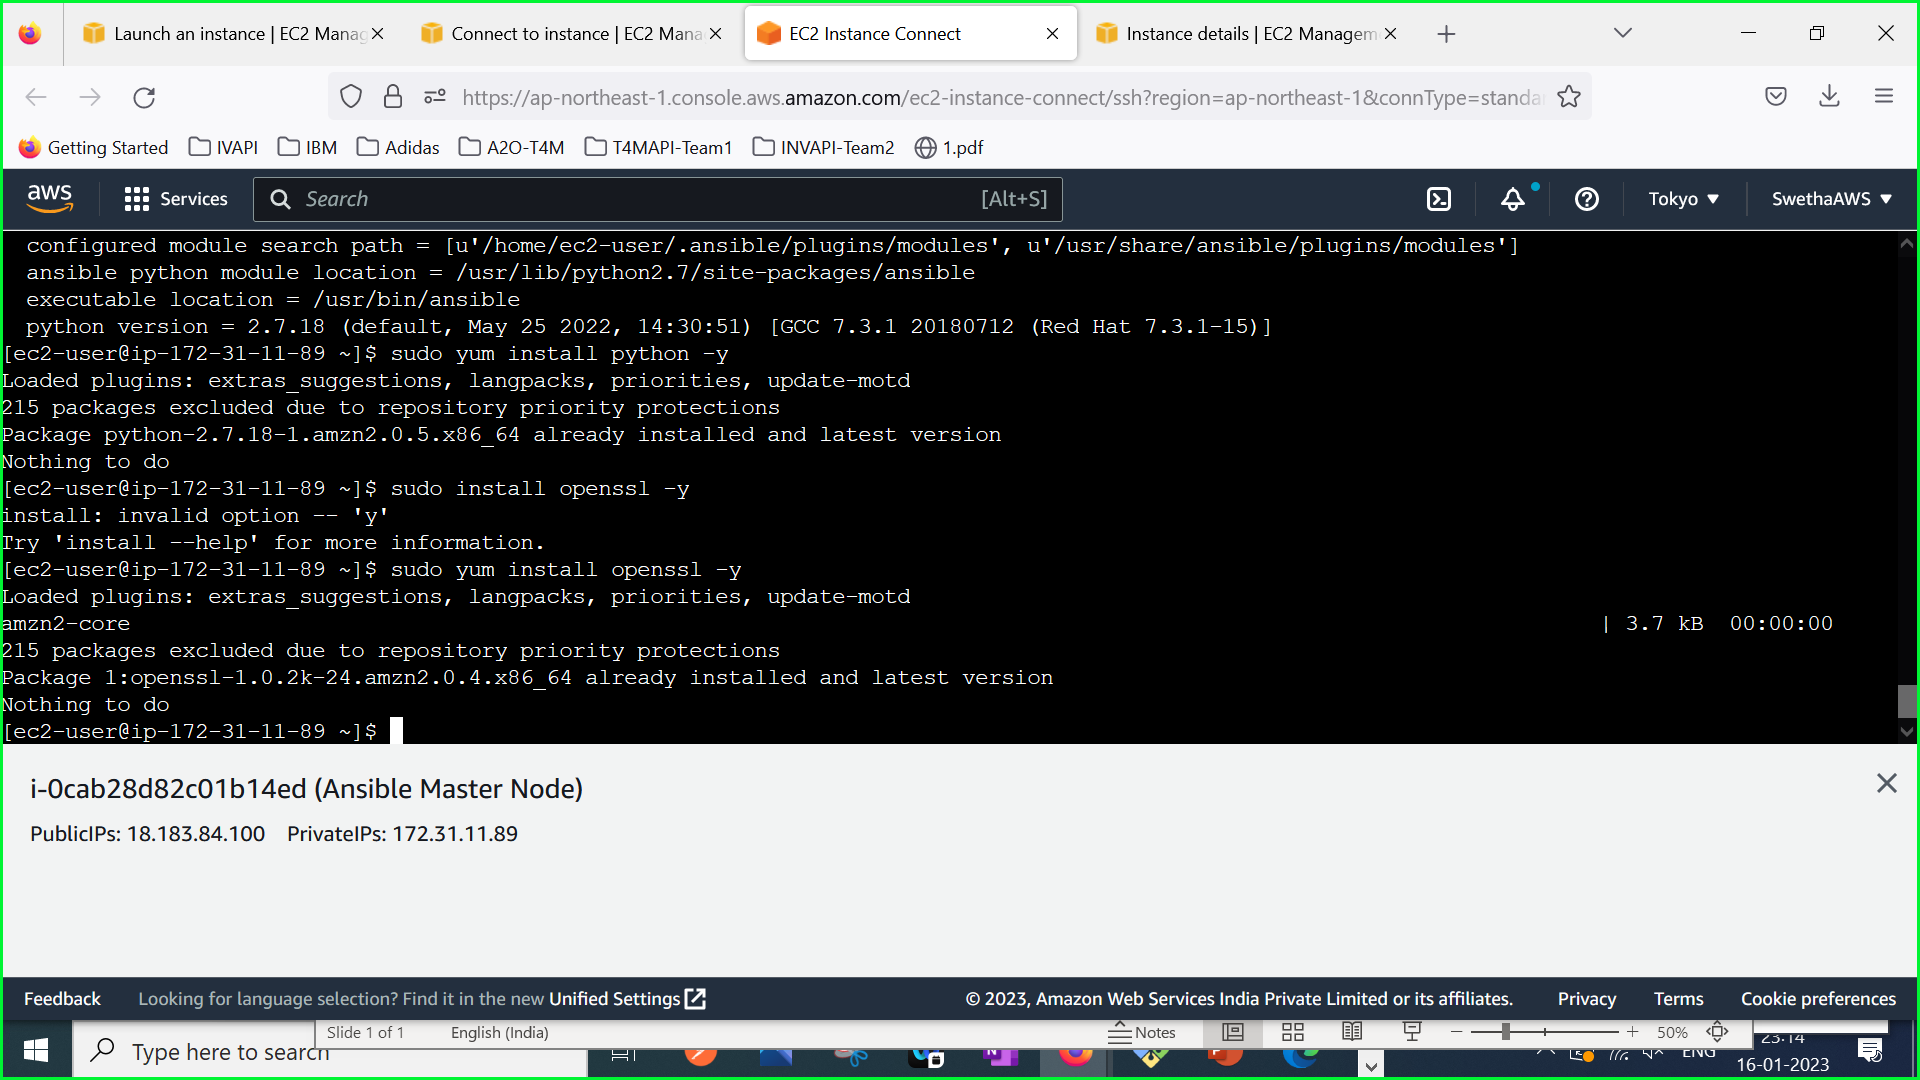 Launch an instance | EC2 Manag
Connect to instance | EC2 Mana
EC2 Instance Connect
Instance details | EC2 Managem
https://ap-northeast-1.console.aws.amazon.com/ec2-instance-connect/ssh?region=ap-northeast-1&connType=standa
Getting Started IVAPI IBM Adidas A2O-T4M T4MAPI-Team1 INVAPI-Team2 1.pdf
aws Services Search [Alt+S] Tokyo SwethaAWS
configured module search path = [u'/home/ec2-user/.ansible/plugins/modules', u'/usr/share/ansible/plugins/modules']
ansible python module location = /usr/lib/python2.7/site-packages/ansible
executable location = /usr/bin/ansible
python version = 2.7.18 (default, May 25 2022, 14:30:51) [GCC 7.3.1 20180712 (Red Hat 7.3.1-15)]
[ec2-user@ip-172-31-11-89 ~]$ sudo yum install python -y
Loaded plugins: extras_suggestions, langpacks, priorities, update-motd
215 packages excluded due to repository priority protections
Package python-2.7.18-1.amzn2.0.5.x86_64 already installed and latest version
Nothing to do
[ec2-user@ip-172-31-11-89 ~]$ sudo install openssl -y
install: invalid option -- 'y'
Try 'install --help' for more information.
[ec2-user@ip-172-31-11-89 ~]$ sudo yum install openssl -y
Loaded plugins: extras_suggestions, langpacks, priorities, update-motd
amzn2-core | 3.7 kB 00:00:00
215 packages excluded due to repository priority protections
Package 1:openssl-1.0.2k-24.amzn2.0.4.x86_64 already installed and latest version
Nothing to do
[ec2-user@ip-172-31-11-89 ~]$
i-0cab28d82c01b14ed (Ansible Master Node)
PublicIPs: 18.183.84.100 PrivateIPs: 172.31.11.89
Feedback Looking for language selection? Find it in the new Unified Settings © 2023, Amazon Web Services India Private Limited or its affiliates. Privacy Terms Cookie preferences
Slide 1 of 1 English (India) Notes 50%
Type here to search ENG 23:14
16-01-2023